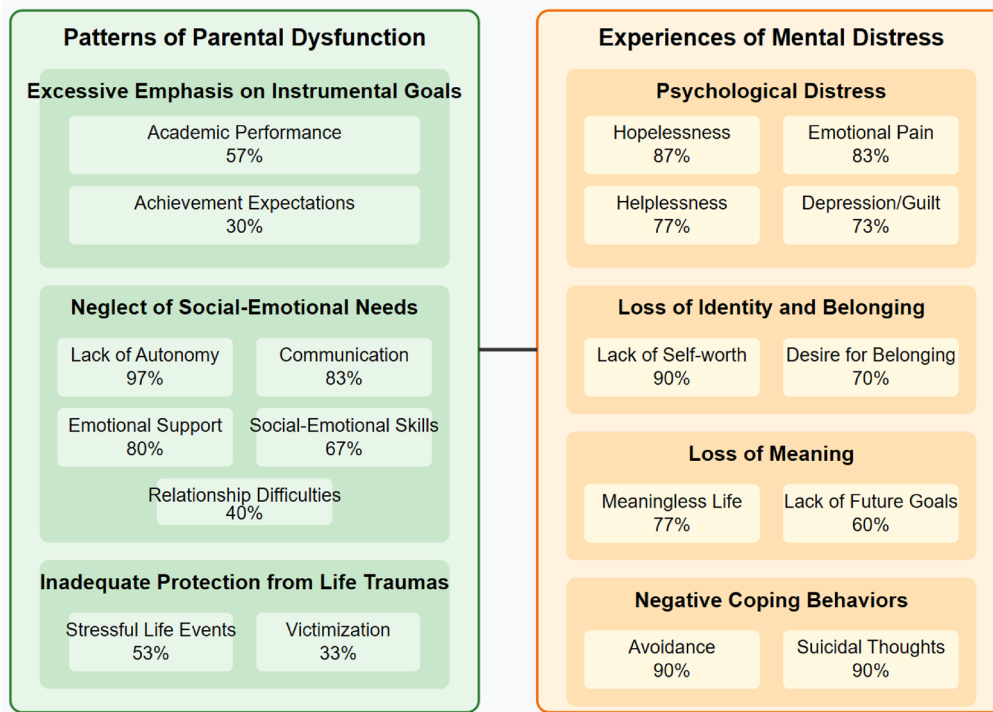 Patterns of Parental Dysfunction
Excessive Emphasis on Instrumental Goals
Academic Performance
57%
Achievement Expectations
30%
Neglect of Social-Emotional Needs
Lack of Autonomy
97%
Communication
83%
Emotional Support
80%
Social-Emotional Skills
67%
Relationship Difficulties
40%
Inadequate Protection from Life Traumas
Stressful Life Events
53%
Victimization
33%
Experiences of Mental Distress
Psychological Distress
Hopelessness
87%
Emotional Pain
83%
Helplessness
77%
Depression/Guilt
73%
Loss of Identity and Belonging
Lack of Self-worth
90%
Desire for Belonging
70%
Loss of Meaning
Meaningless Life
77%
Lack of Future Goals
60%
Negative Coping Behaviors
Avoidance
90%
Suicidal Thoughts
90%